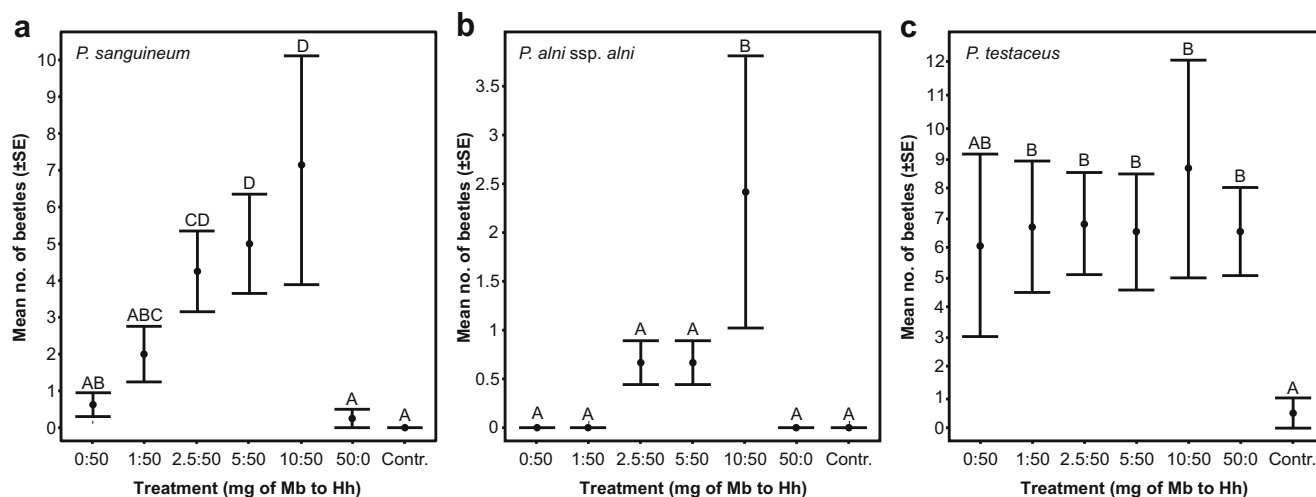 a
P. sanguineum
Mean no. of beetles (±SE)
10
9
8
7
6
5
4
3
2
1
0
AB
ABC
CD
D
D
A
A
0:50 1:50 2.5:50 5:50 10:50 50:0 Contr.
Treatment (mg of Mb to Hh)
b
P. alni ssp. alni
Mean no. of beetles (±SE)
3.5
3
2.5
2
1.5
1
0.5
0
A
A
A
A
B
A
A
0:50 1:50 2.5:50 5:50 10:50 50:0 Contr.
Treatment (mg of Mb to Hh)
c
P. testaceus
Mean no. of beetles (±SE)
12
11
10
9
8
7
6
5
4
3
2
1
0
AB
B
B
B
B
B
A
0:50 1:50 2.5:50 5:50 10:50 50:0 Contr.
Treatment (mg of Mb to Hh)